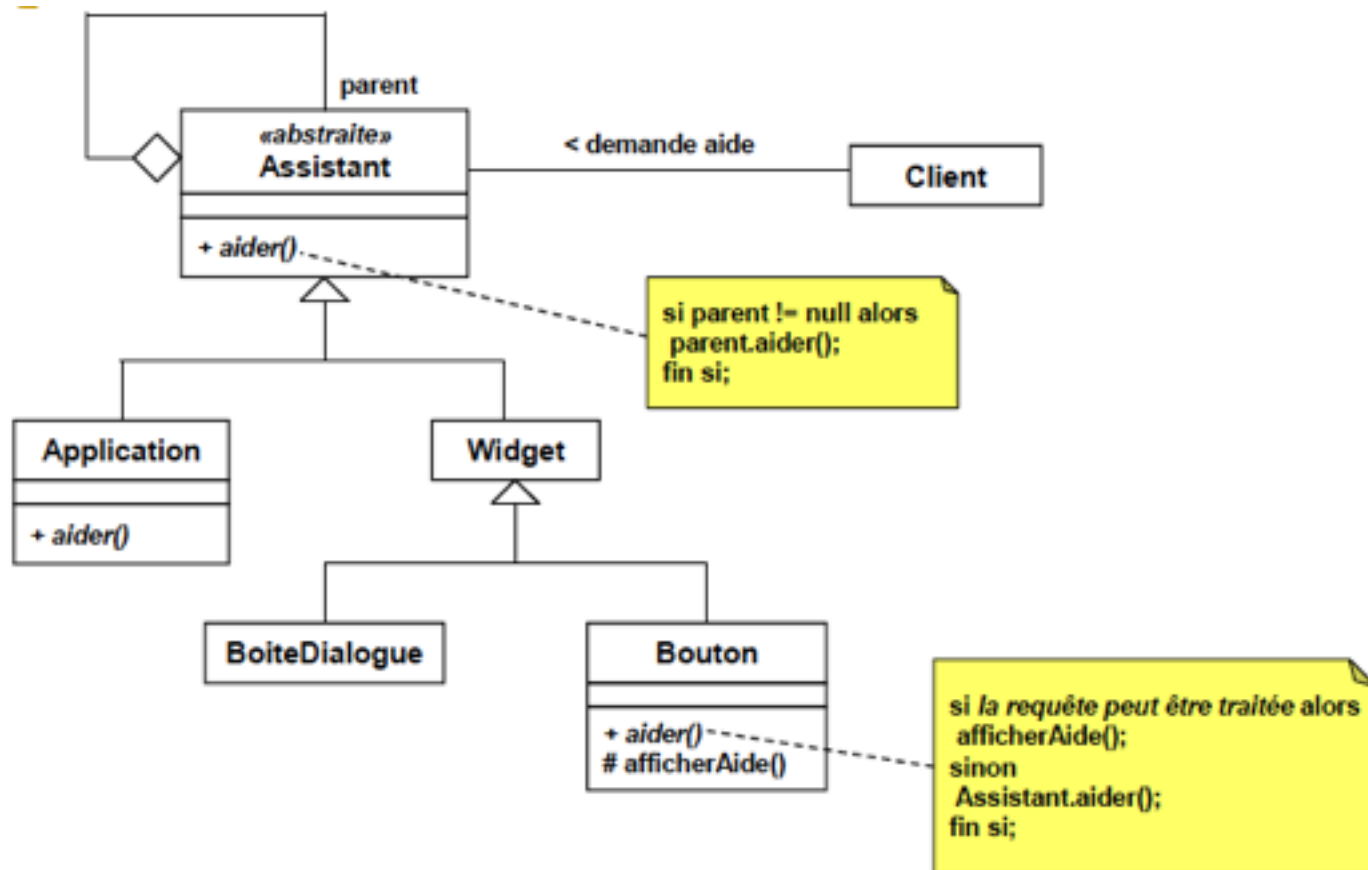 parent
«abstraite»
Assistant
< demande aide
Client
+ aider()
si parent != null alors
parent.aider();
fin si;
Application
+ aider()
Widget
BoiteDialogue
Bouton
+ aider()
# afficherAide()
si la requête peut être traitée alors
afficherAide();
sinon
Assistant.aider();
fin si;